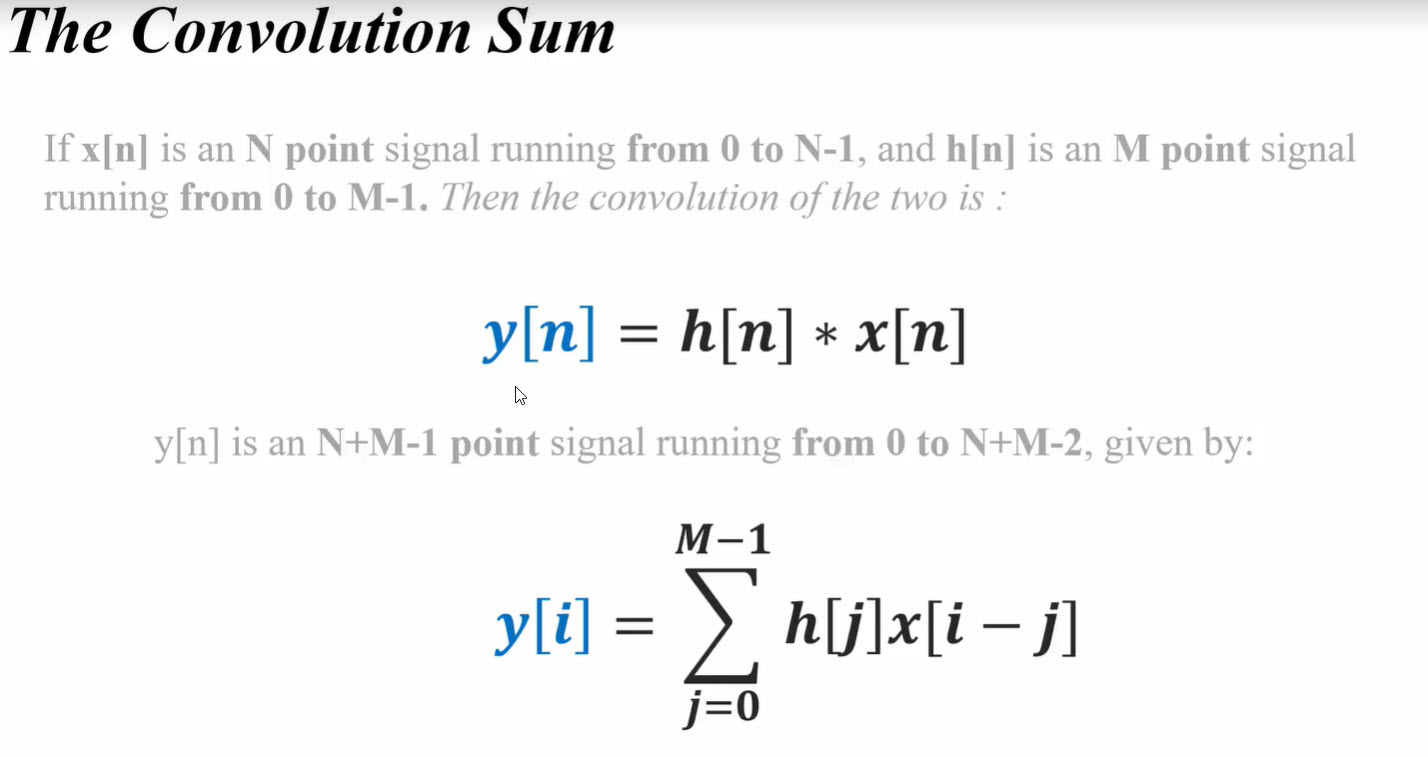 The Convolution Sum
If x[n] is an N point signal running from 0 to N-1, and h[n] is an M point signal
running from 0 to M-1. Then the convolution of the two is :
y[n] = h[n] * x[n]
y[n] is an N+M-1 point signal running from 0 to N+M-2, given by:
M−1
y[i] = ∑ h[j]x[i − j]
j=0